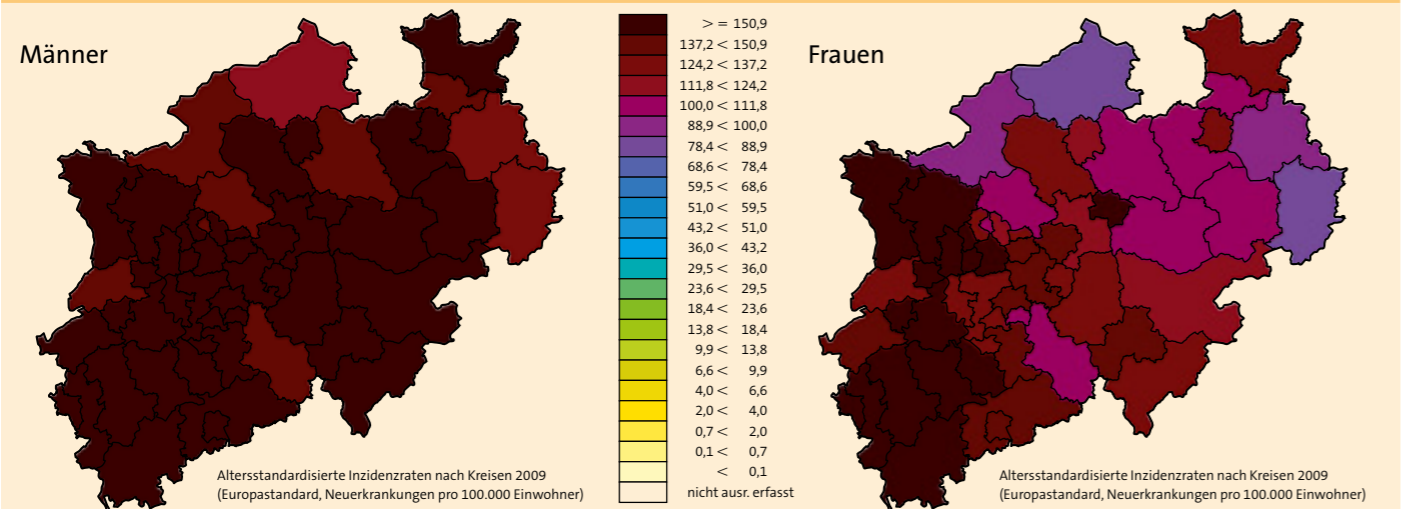 Männer
> = 150,9
137,2 < 150,9
124,2 < 137,2
111,8 < 124,2
100,0 < 111,8
88,9 < 100,0
78,4 < 88,9
68,6 < 78,4
59,5 < 68,6
51,0 < 59,5
43,2 < 51,0
36,0 < 43,2
29,5 < 36,0
23,6 < 29,5
18,4 < 23,6
13,8 < 18,4
9,9 < 13,8
6,6 < 9,9
4,0 < 6,6
2,0 < 4,0
0,7 < 2,0
0,1 < 0,7
< 0,1
nicht ausr. erfasst
Altersstandardisierte Inzidenzraten nach Kreisen 2009
(Europastandard, Neuerkrankungen pro 100.000 Einwohner)
Frauen
Altersstandardisierte Inzidenzraten nach Kreisen 2009
(Europastandard, Neuerkrankungen pro 100.000 Einwohner)